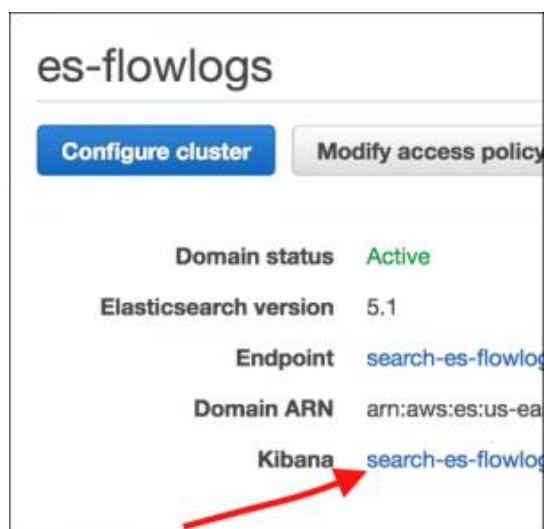 es-flowlogs
Configure cluster Modify access policy
Domain status Active
Elasticsearch version 5.1
Endpoint search-es-flowlog
Domain ARN arn:aws:es:us-ea
Kibana search-es-flowlog